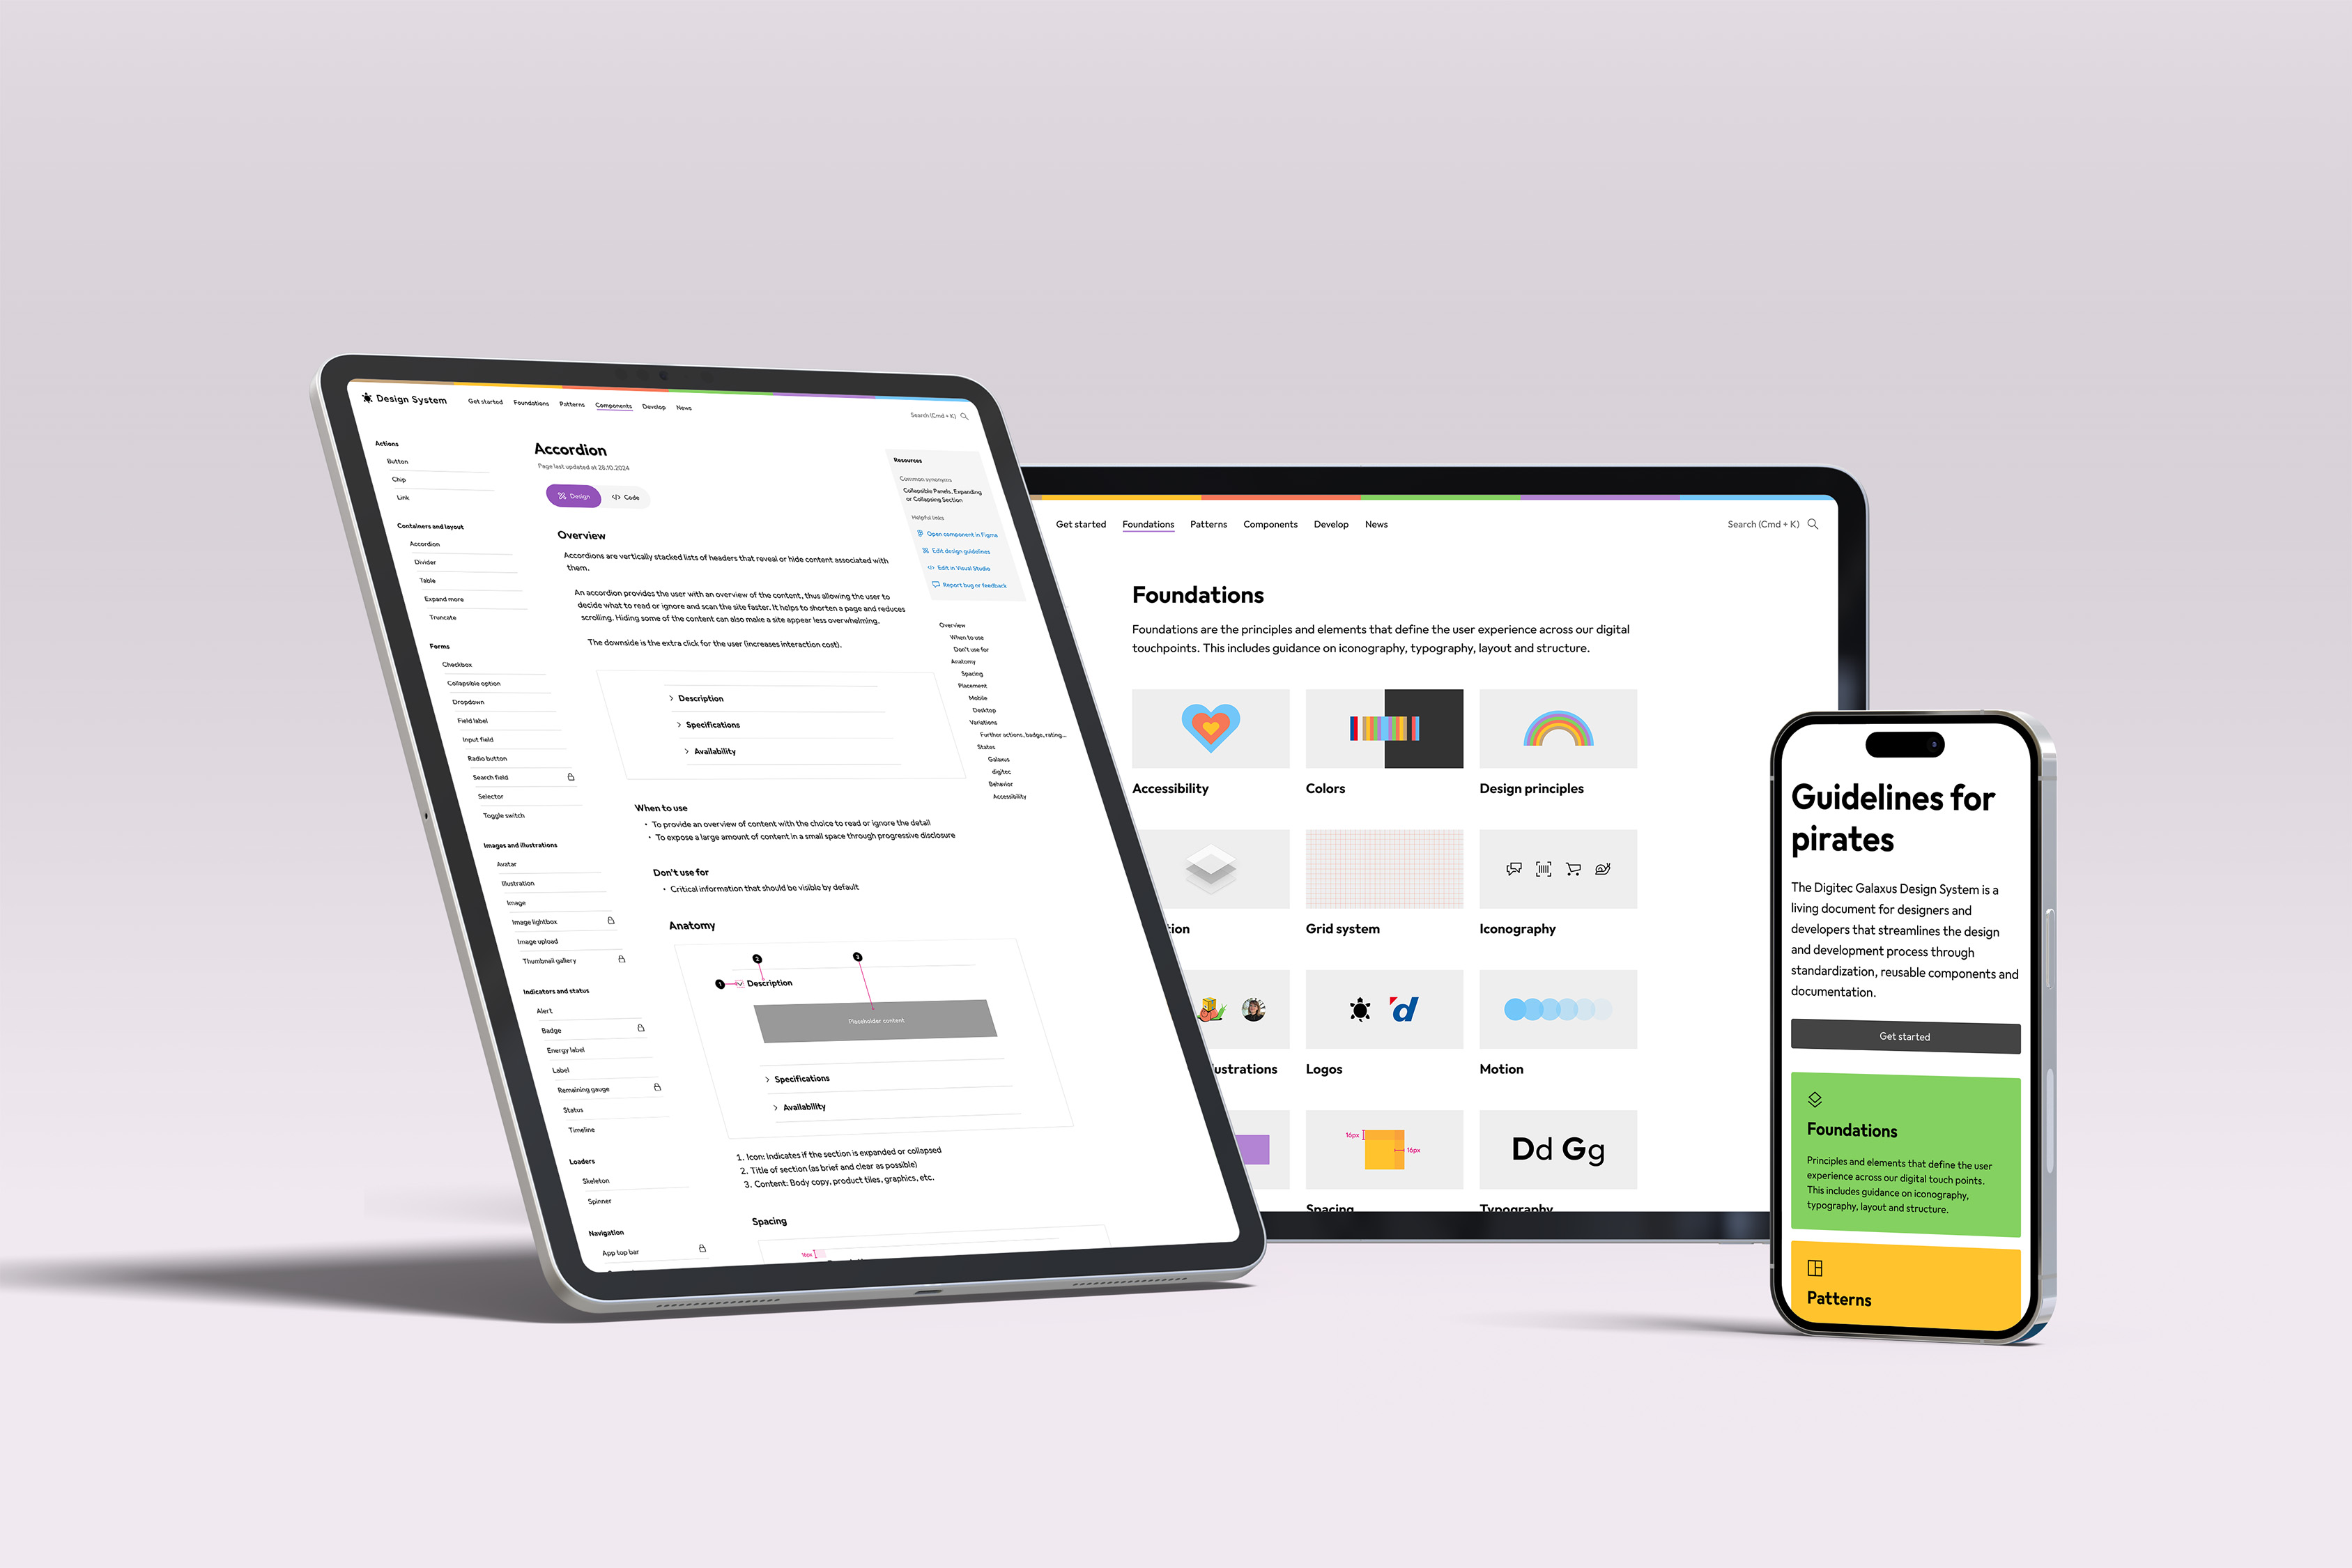 Design System
Get started
Foundations
Patterns
Components
Develop
News
Search (Cmd + K)
Actions
Button
Chip
Link
Containers and layout
Accordion
Divider
Table
Expand more
Truncate
Forms
Checkbox
Collapsible option
Dropdown
Field label
Input field
Radio button
Search field
Selector
Toggle switch
Images and illustrations
Avatar
Illustration
Image
Image lightbox
Image upload
Thumbnail gallery
Indicators and status
Alert
Badge
Energy label
Label
Remaining gauge
Status
Timeline
Loaders
Skeleton
Spinner
Navigation
App top bar
Accordion
Page last updated at 28.10.2024
Design
Code
Overview
Accordions are vertically stacked lists of headers that reveal or hide content associated with
them.
An accordion provides the user with an overview of the content, thus allowing the user to
decide what to read or ignore and scan the site faster. It helps to shorten a page and reduces
scrolling. Hiding some of the content can also make a site appear less overwhelming.
The downside is the extra click for the user (increases interaction cost).
Description
Specifications
Availability
When to use
• To provide an overview of content with the choice to read or ignore the detail
• To expose a large amount of content in a small space through progressive disclosure
Don't use for
• Critical information that should be visible by default
Anatomy
2
3
1
Description
Placeholder content
Specifications
Availability
1. Icon: Indicates if the section is expanded or collapsed
2. Title of section (as brief and clear as possible)
3. Content: Body copy, product tiles, graphics, etc.
Spacing
16px
Resources
Common synonyms
Collapsible Panels, Expanding
or Collapsing Section
Helpful links
Open component in Figma
Edit design guidelines
Edit in Visual Studio
Report bug or feedback
Overview
When to use
Don't use for
Anatomy
Spacing
Placement
Mobile
Desktop
Variations
Further actions, badge, rating...
States
Galaxus
digitec
Behavior
Accessibility
Get started
Foundations
Patterns
Components
Develop
News
Search (Cmd + K)
Foundations
Foundations are the principles and elements that define the user experience across our digital
touchpoints. This includes guidance on iconography, typography, layout and structure.
Accessibility
Colors
Design principles
tion
Grid system
Iconography
d
lustrations
Logos
Motion
16px
16px
Dd Gg
Spacing
Typography
Guidelines for
pirates
The Digitec Galaxus Design System is a
living document for designers and
developers that streamlines the design
and development process through
standardization, reusable components and
documentation.
Get started
Foundations
Principles and elements that define the user
experience across our digital touch points.
This includes guidance on iconography,
typography, layout and structure.
Patterns